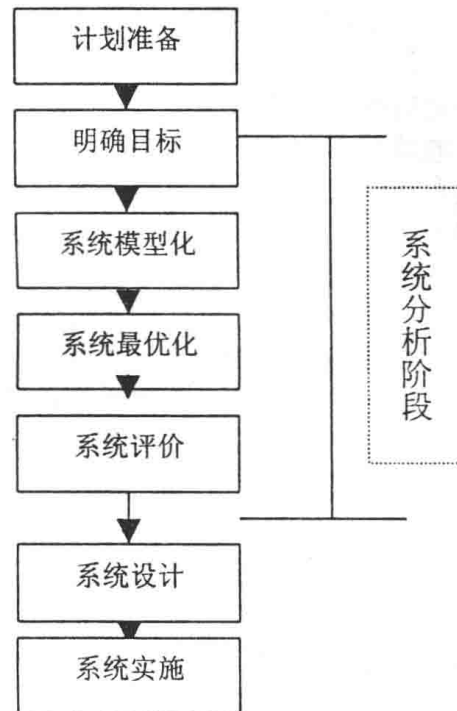 计划准备
明确目标
系统模型化
系统最优化
系统评价
系统设计
系统实施
系统分析阶段